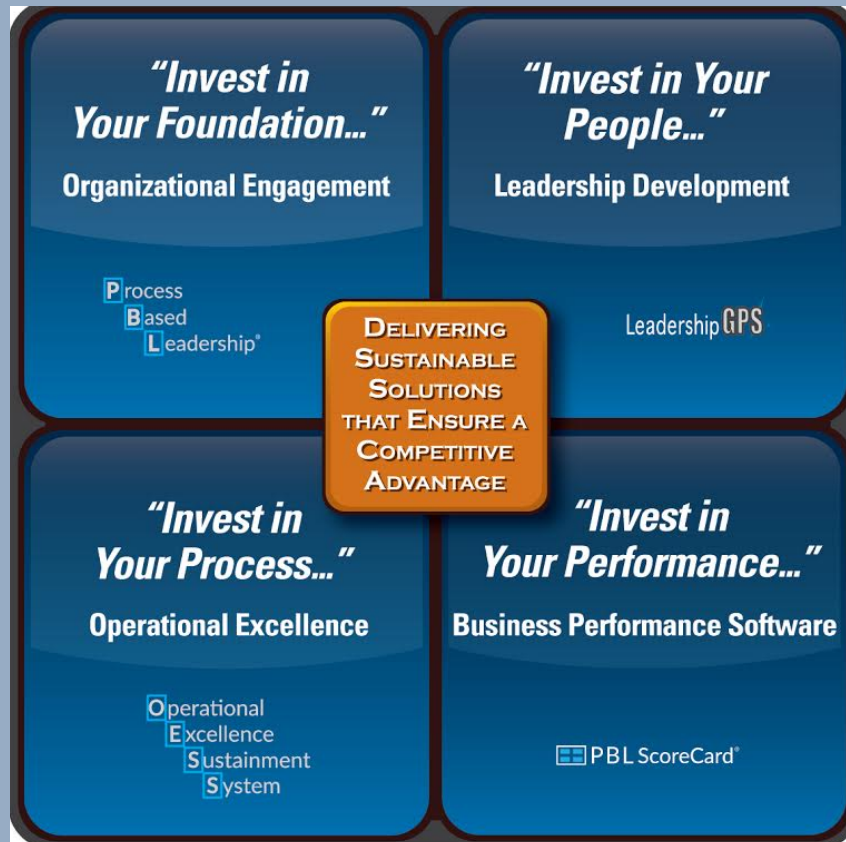 “Invest in
Your Foundation...”
Organizational Engagement
Process
Based
Leadership®
“Invest in Your
People...”
Leadership Development
Leadership GPS
DELIVERING
SUSTAINABLE
SOLUTIONS
THAT ENSURE A
COMPETITIVE
ADVANTAGE
“Invest in
Your Process...”
Operational Excellence
Operational
Excellence
Sustainment
System
“Invest in
Your Performance...”
Business Performance Software
PBL ScoreCard®